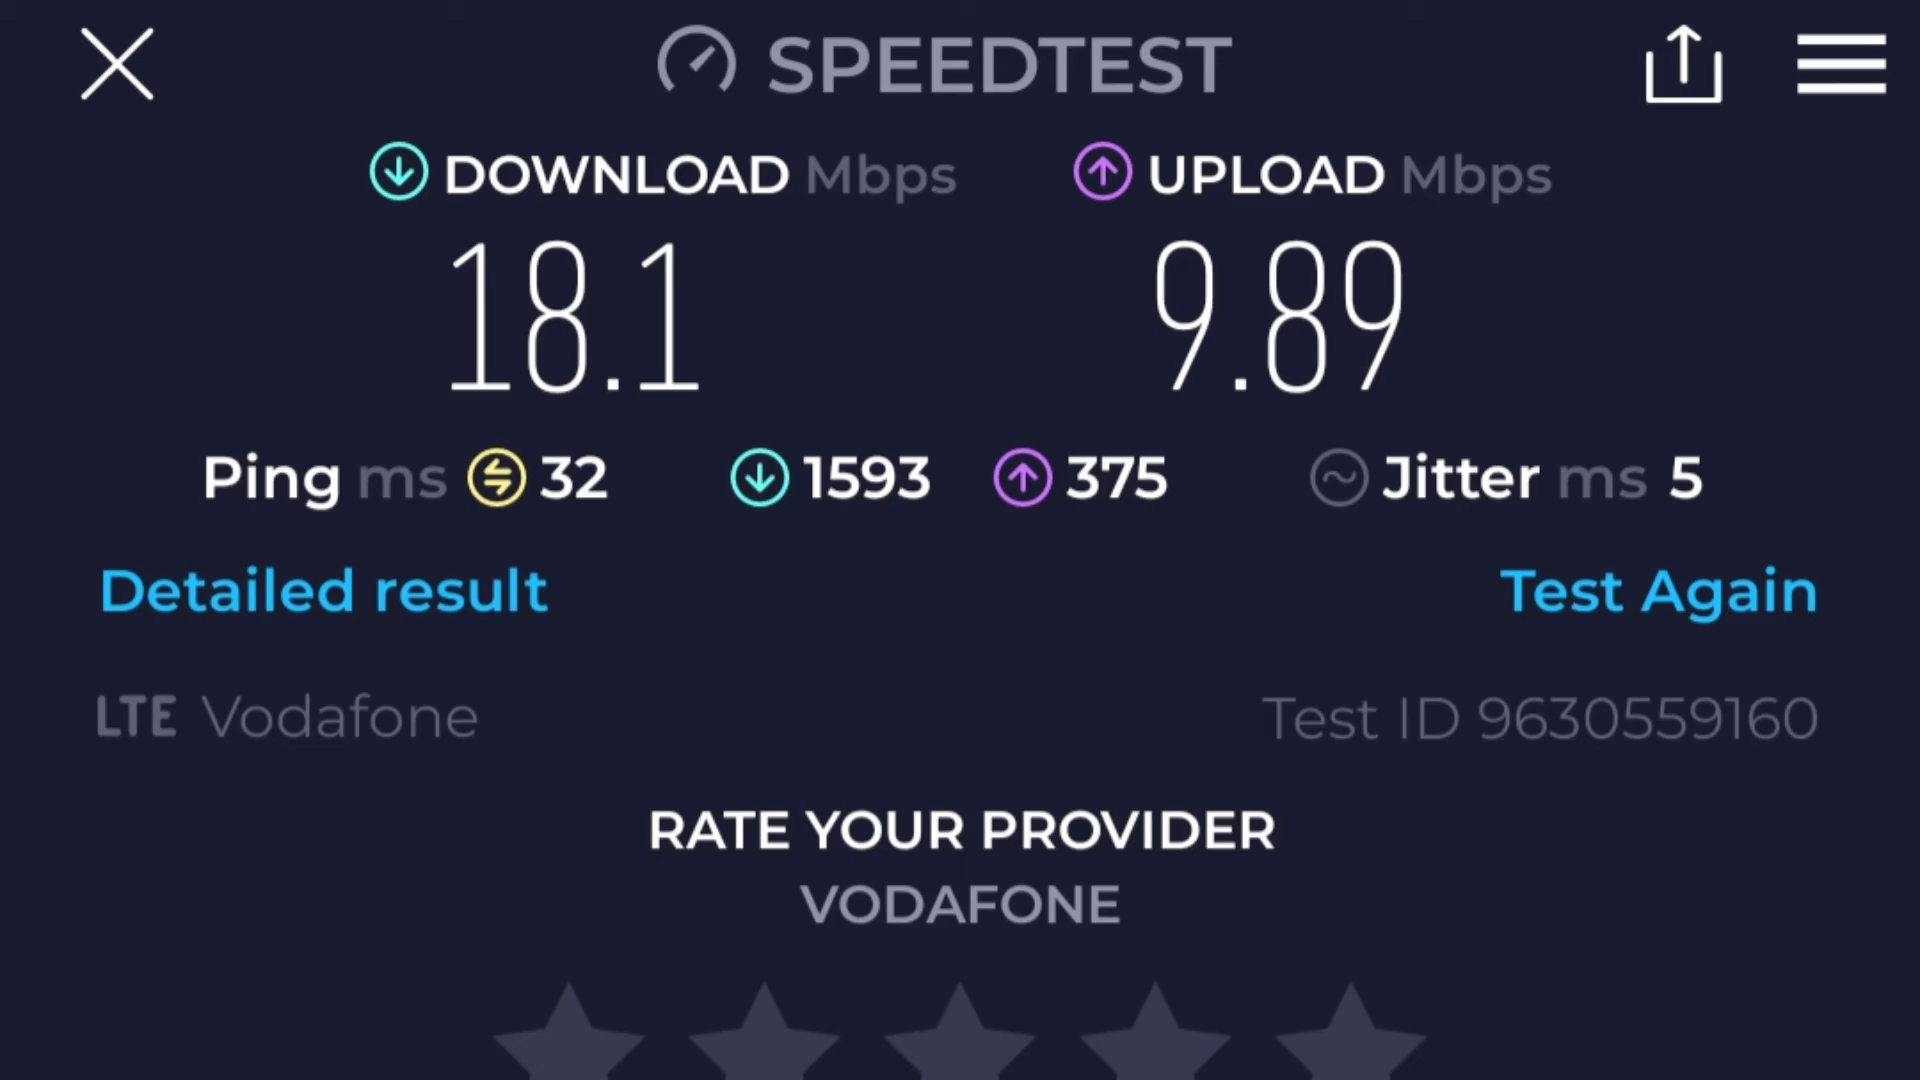 SPEEDTEST
DOWNLOAD Mbps UPLOAD Mbps
18.1 9.89
Ping ms 32 1593 375 Jitter ms 5
Detailed result Test Again
LTE Vodafone Test ID 9630559160
RATE YOUR PROVIDER
VODAFONE